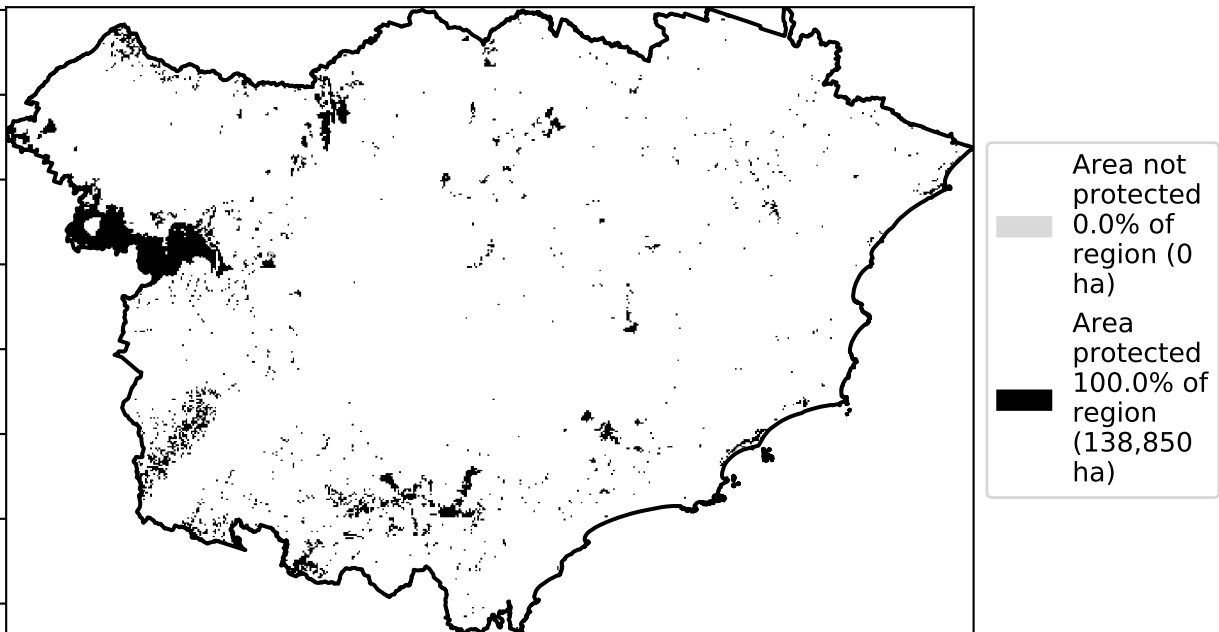 Area not
protected
0.0% of
region (0
ha)
Area
protected
100.0% of
region
(138,850
ha)